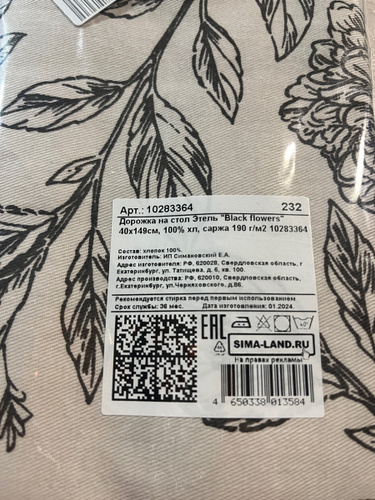 Арт.: 10283364 232
Дорожка на стол Этель "Black flowers"
40х149см, 100% хл, саржа 190 г/м2 10283364
Состав: хлопок 100%.
Изготовитель: ИП Симаковский Е.А.
Адрес изготовителя: РФ, 620028, Свердловская область, г
Екатеринбург, ул. Татищева, д. 6, кв. 100.
Адрес производства: РФ, 620010, Свердловская область,
г.Екатеринбург, ул.Черняховского, д.86.
Рекомендуется стирка перед первым использованием
Срок службы: 36 мес. Дата изготовления: 01.2024.
EAC
SIMA-LAND.RU
На правах рекламы
4 650338 013584